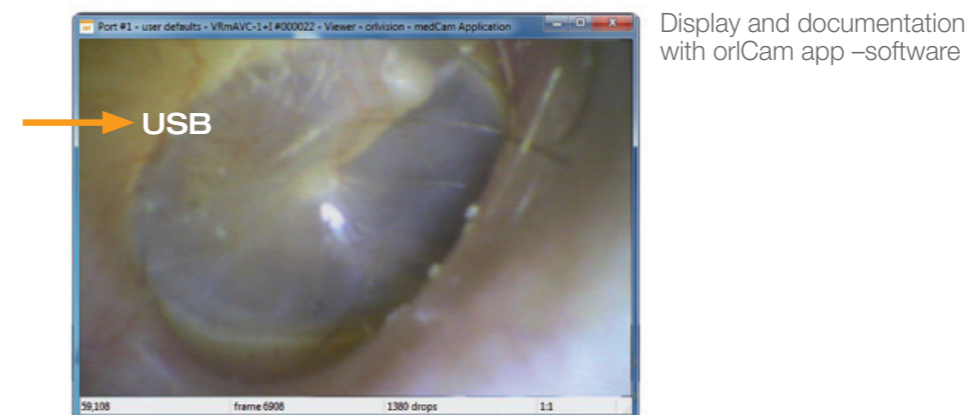 Port #1 - user defaults - VRmAVC-1+I #000022 - Viewer - orlvision - medCam Application
Display and documentation
with orlCam app –software
USB
59,108 frame 6908 1380 drops 1:1